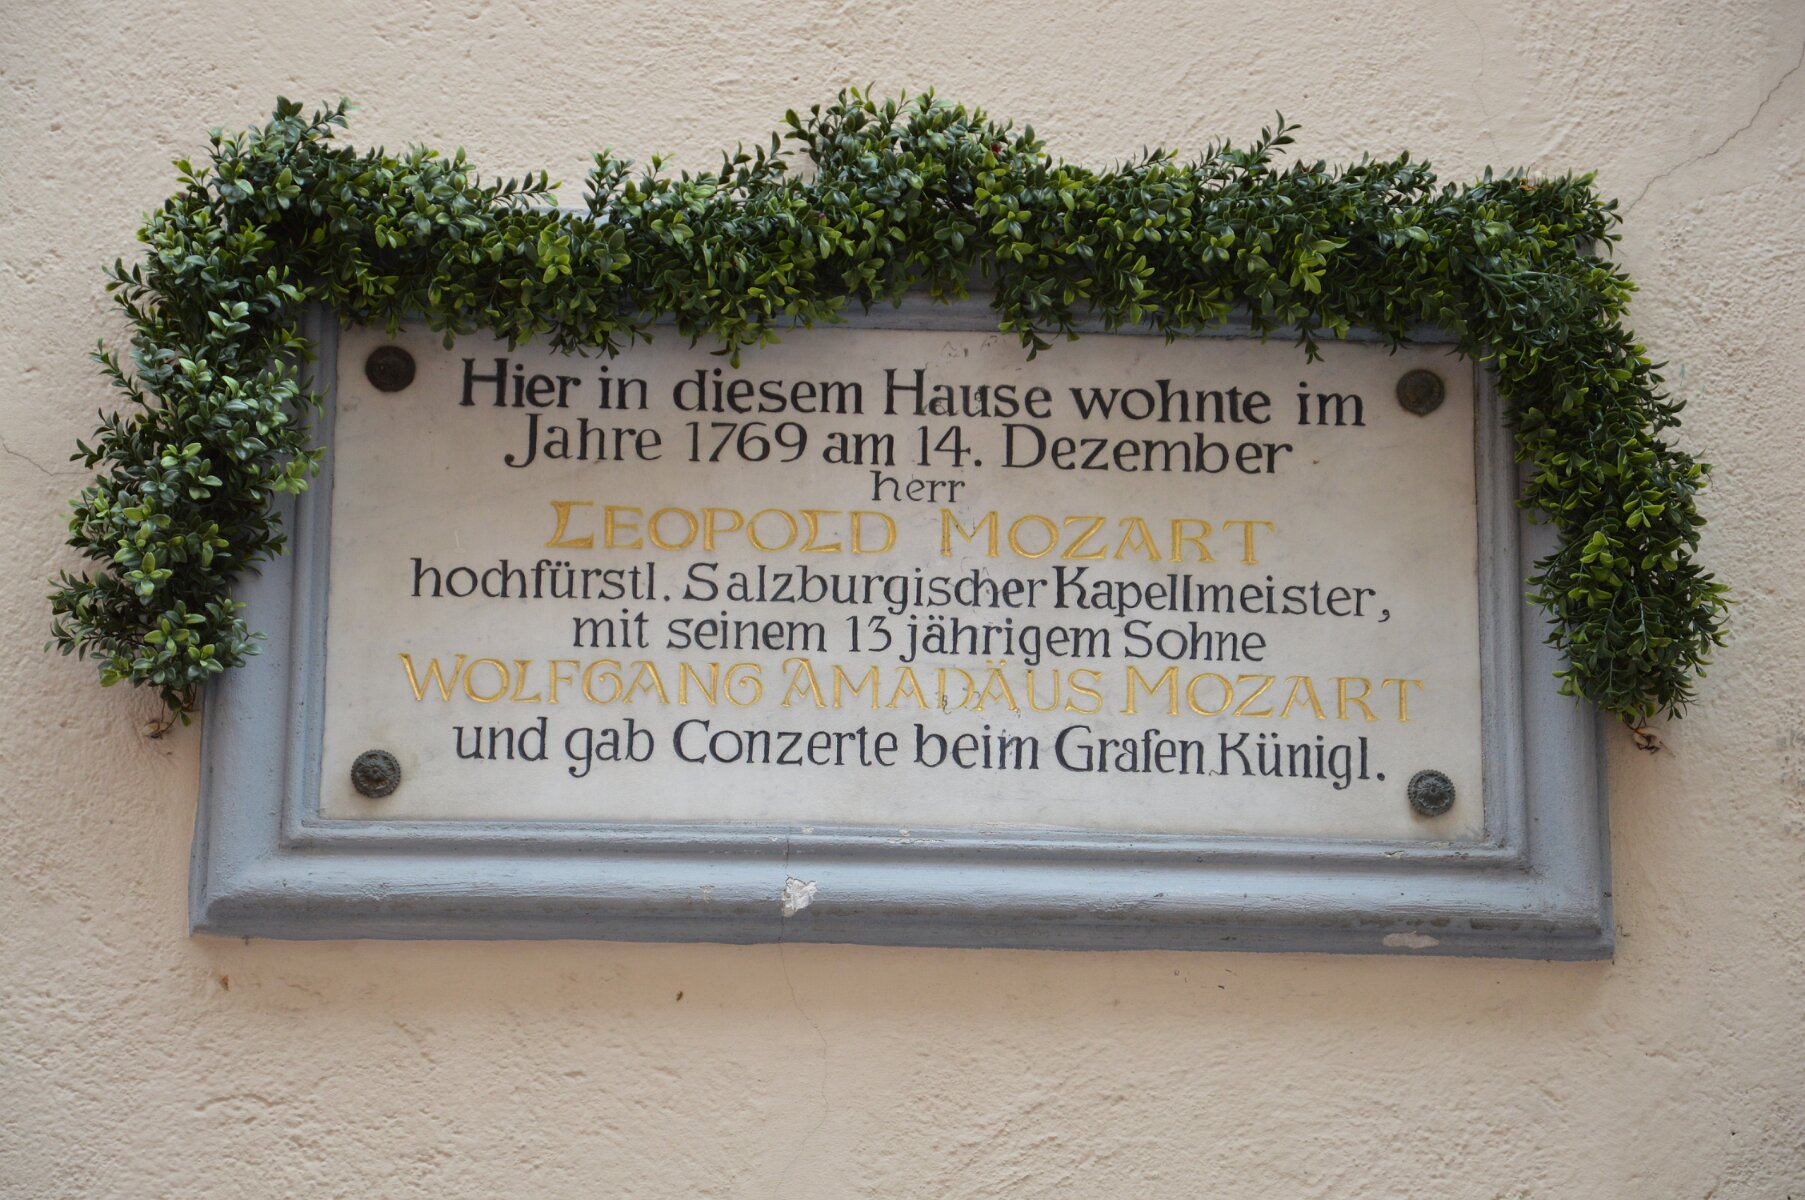 Hier in diesem Hause wohnte im
Jahre 1769 am 14. Dezember
herr
LEOPOLD MOZART
hochfürstl. Salzburgischer Kapellmeister,
mit seinem 13 jährigem Sohne
WOLFGANG AMADÄUS MOZART
und gab Conzerte beim Grafen Künigl.